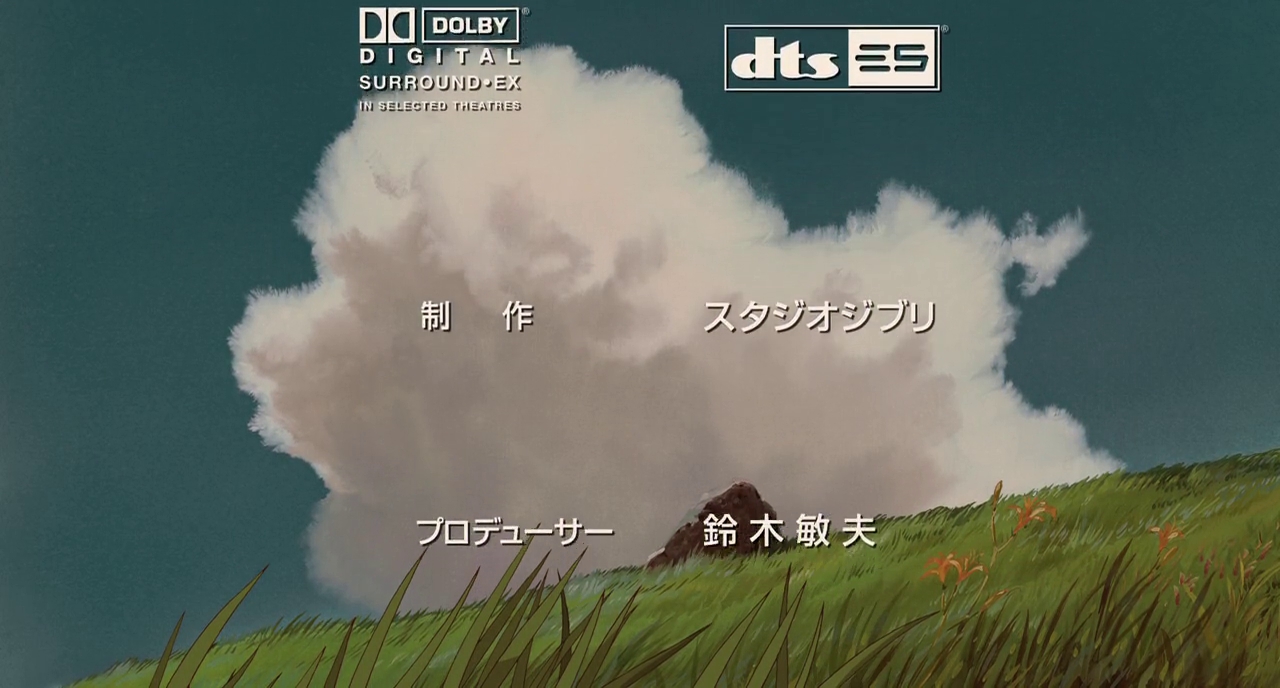 DOLBY®
DIGITAL
SURROUND•EX
IN SELECTED THEATRES
dts ES®
制 作 スタジオジブリ
プロデューサー 鈴木敏夫